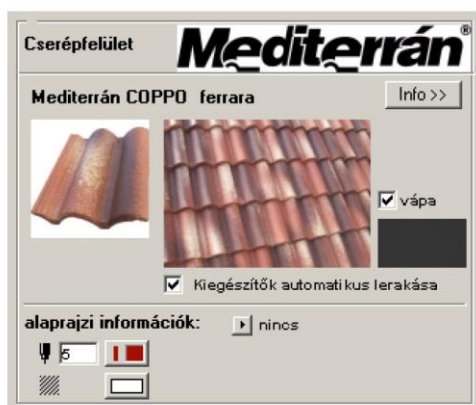 Cserépfelület
Mediterrán®
Mediterrán COPPO ferrara
Info >>
vápa
Kiegészítők automatikus lerakása
alaprajzi információk:
nincs
5